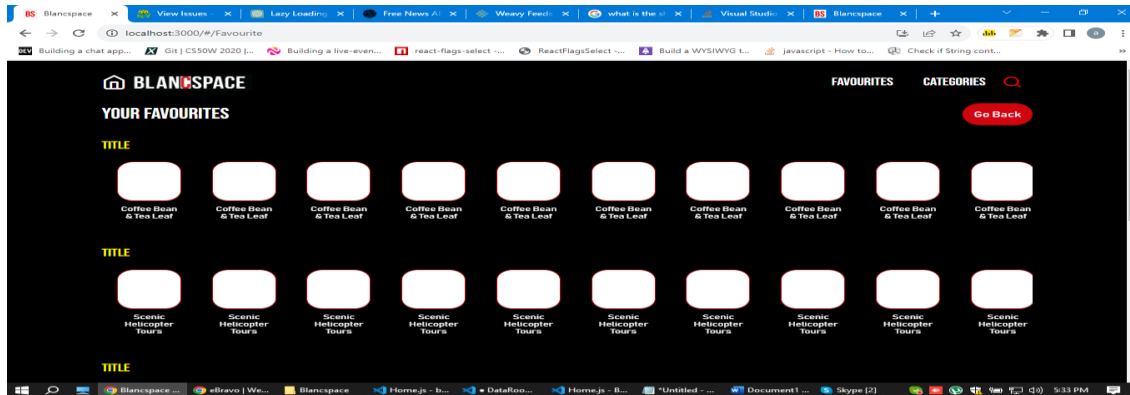 BS Blancspace View Issues - Lazy Loading Free News A Weavy Feeds what is the s Visual Studio BS Blancspace
localhost:3000/#/Favourite
DEV Building a chat app... Git | CS50W 2020 |... Building a live-even... react-flags-select -... ReactFlagsSelect -... Build a WYSIWYG t... javascript - How to... Check if String cont...
BLANCSPACE FAVOURITES CATEGORIES
YOUR FAVOURITES Go Back
TITLE
Coffee Bean Coffee Bean Coffee Bean Coffee Bean Coffee Bean Coffee Bean Coffee Bean Coffee Bean Coffee Bean Coffee Bean
& Tea Leaf & Tea Leaf & Tea Leaf & Tea Leaf & Tea Leaf & Tea Leaf & Tea Leaf & Tea Leaf & Tea Leaf & Tea Leaf
TITLE
Scenic Scenic Scenic Scenic Scenic Scenic Scenic Scenic Scenic Scenic
Helicopter Helicopter Helicopter Helicopter Helicopter Helicopter Helicopter Helicopter Helicopter Helicopter
Tours Tours Tours Tours Tours Tours Tours Tours Tours Tours
TITLE
Blancspace ... eBravo | We... Blancspace Home.js - b... DataRoo... Home.js - B... *Untitled - ... Document1 ... Skype [2] 5:33 PM